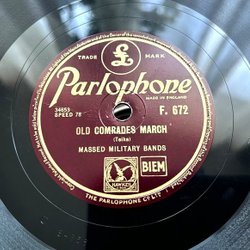 TRADE MARK
Parlophone
MADE IN ENGLAND
34653
SPEED 78
F. 672
OLD COMRADES MARCH
(Teike)
MASSED MILITARY BANDS
HAWKES
BIEM
THE PARLOPHONE CO. LTD.